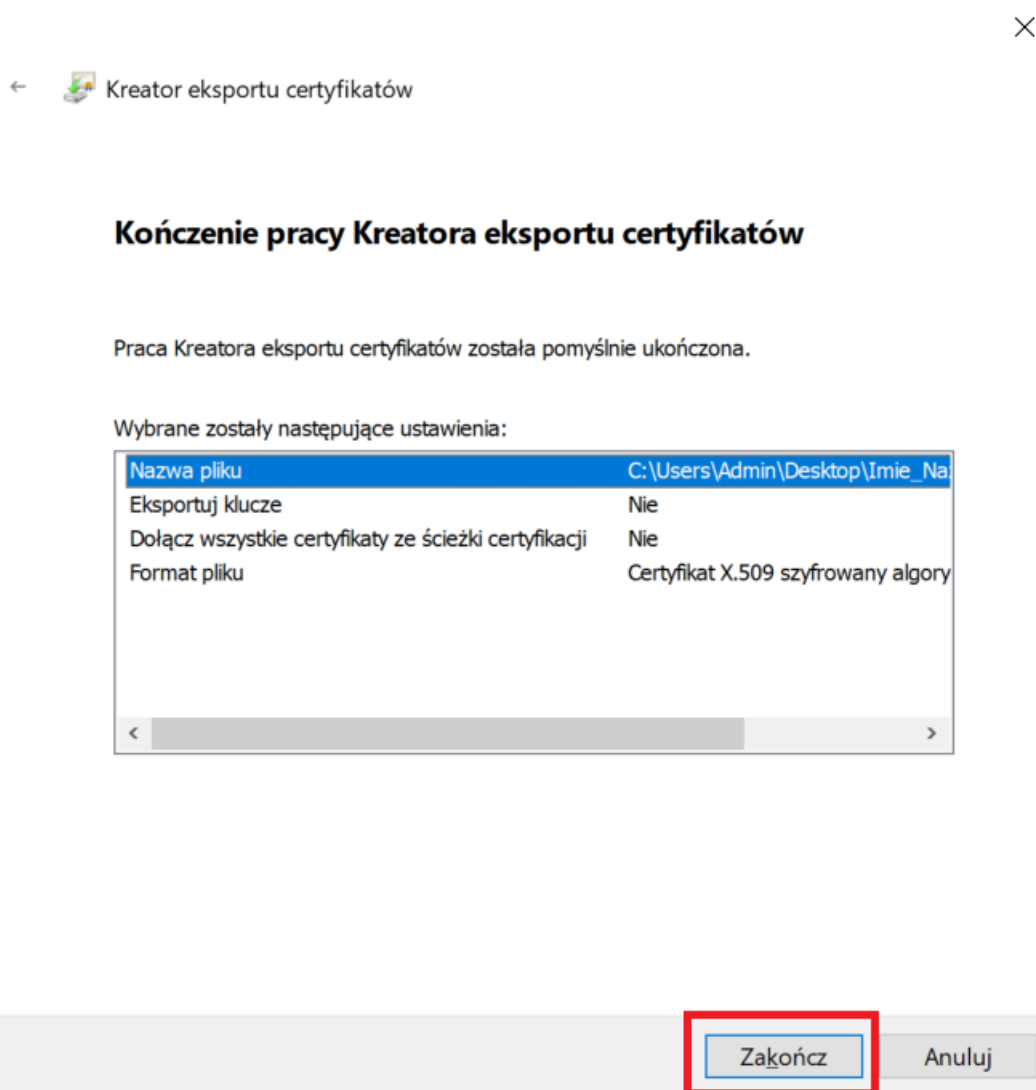 Kreator eksportu certyfikatów
Kończenie pracy Kreatora eksportu certyfikatów
Praca Kreatora eksportu certyfikatów została pomyślnie ukończona.
Wybrane zostały następujące ustawienia:
Nazwa pliku C:\Users\Admin\Desktop\Imie_Na
Eksportuj klucze Nie
Dołącz wszystkie certyfikaty ze ścieżki certyfikacji Nie
Format pliku Certyfikat X.509 szyfrowany algory
Zakończ Anuluj